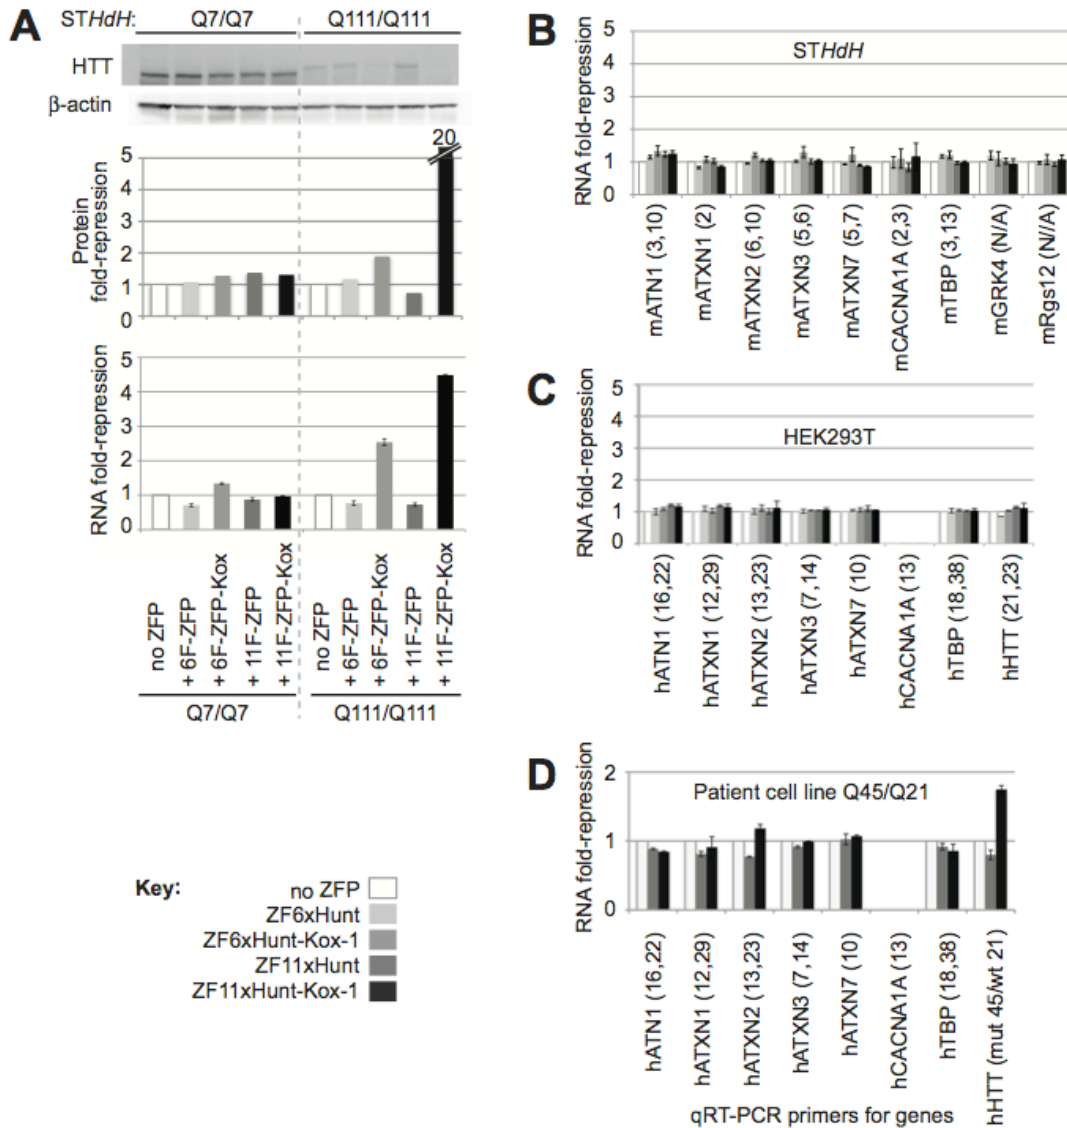 A
STHdH: Q7/Q7 Q111/Q111
HTT
β-actin
20
5
4
3
2
1
0
Protein
fold-repression
5
4
3
2
1
0
RNA fold-repression
no ZFP
+ 6F-ZFP
+ 6F-ZFP-Kox
+ 11F-ZFP
+ 11F-ZFP-Kox
no ZFP
+ 6F-ZFP
+ 6F-ZFP-Kox
+ 11F-ZFP
+ 11F-ZFP-Kox
Q7/Q7 Q111/Q111
Key:
no ZFP
ZF6xHunt
ZF6xHunt-Kox-1
ZF11xHunt
ZF11xHunt-Kox-1
B
STHdH
RNA fold-repression
5
4
3
2
1
0
mATN1 (3,10)
mATXN1 (2)
mATXN2 (6,10)
mATXN3 (5,6)
mATXN7 (5,7)
mCACNA1A (2,3)
mTBP (3,13)
mGRK4 (N/A)
mRgs12 (N//A)
C
HEK293T
RNA fold-repression
5
4
3
2
1
0
hATN1 (16,22)
hATXN1 (12,29)
hATXN2 (13,23)
hATXN3 (7,14)
hATXN7 (10)
hCACNA1A (13)
hTBP (18,38)
hHTT (21,23)
D
Patient cell line Q45/Q21
RNA fold-repression
2
1
0
hATN1 (16,22)
hATXN1 (12,29)
hATXN2 (13,23)
hATXN3 (7,14)
hATXN7 (10)
hCACNA1A (13)
hTBP (18,38)
hHTT (mut 45/wt 21)
qRT-PCR primers for genes